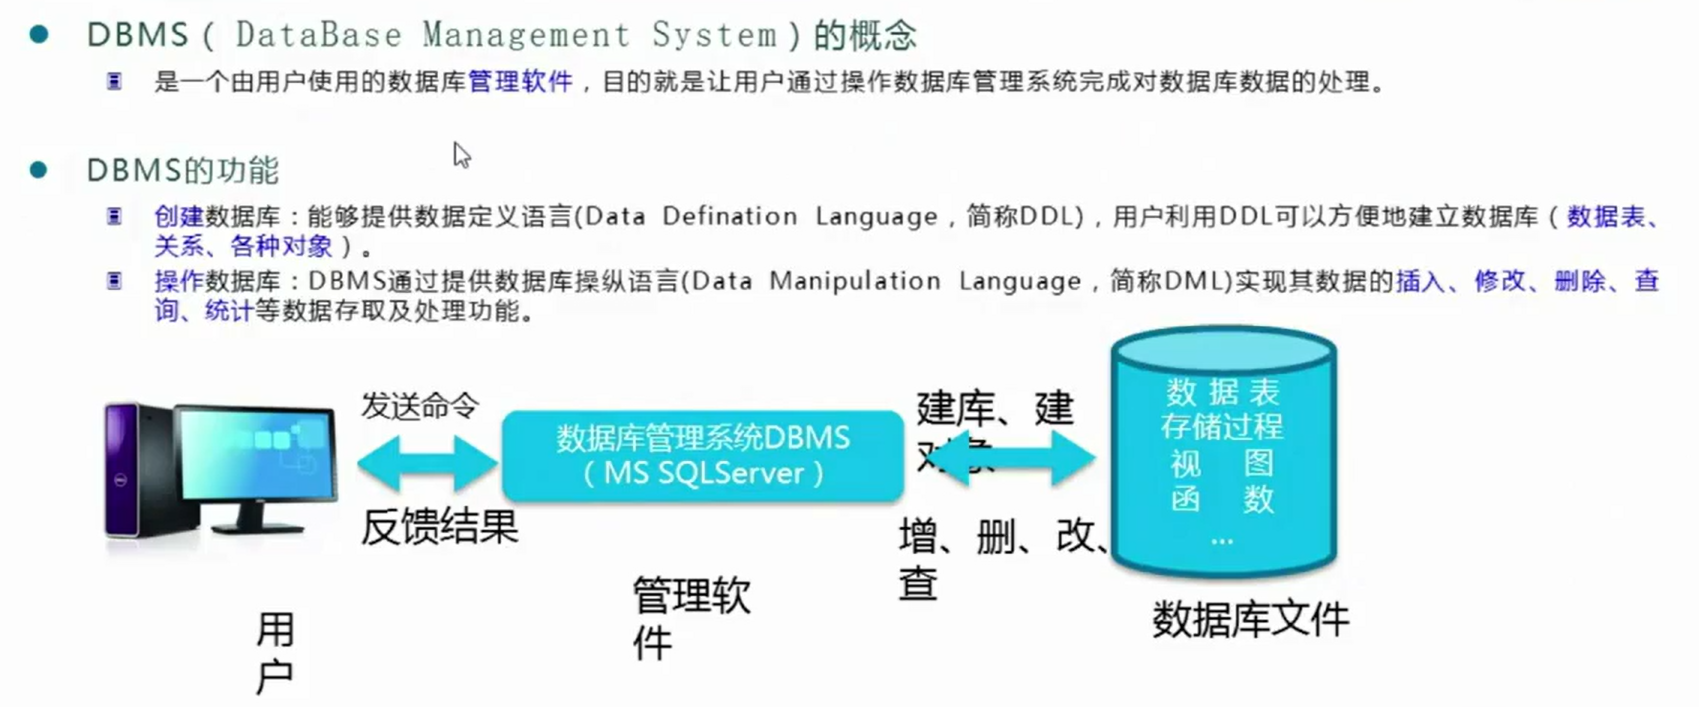 DBMS（DataBase Management System）的概念
是一个由用户使用的数据库管理软件，目的就是让用户通过操作数据库管理系统完成对数据库数据的处理。
DBMS的功能
创建数据库：能够提供数据定义语言(Data Defination Language，简称DDL)，用户利用DDL可以方便地建立数据库（数据表、
关系、各种对象）。
操作数据库：DBMS通过提供数据库操纵语言(Data Manipulation Language，简称DML)实现其数据的插入、修改、删除、查
询、统计等数据存取及处理功能。
发送命令
反馈结果
用
户
数据库管理系统DBMS
（MS SQLServer）
管理软
件
建库、建
对象
增、删、改、
查
数据表
存储过程
视 图
函 数
...
数据库文件